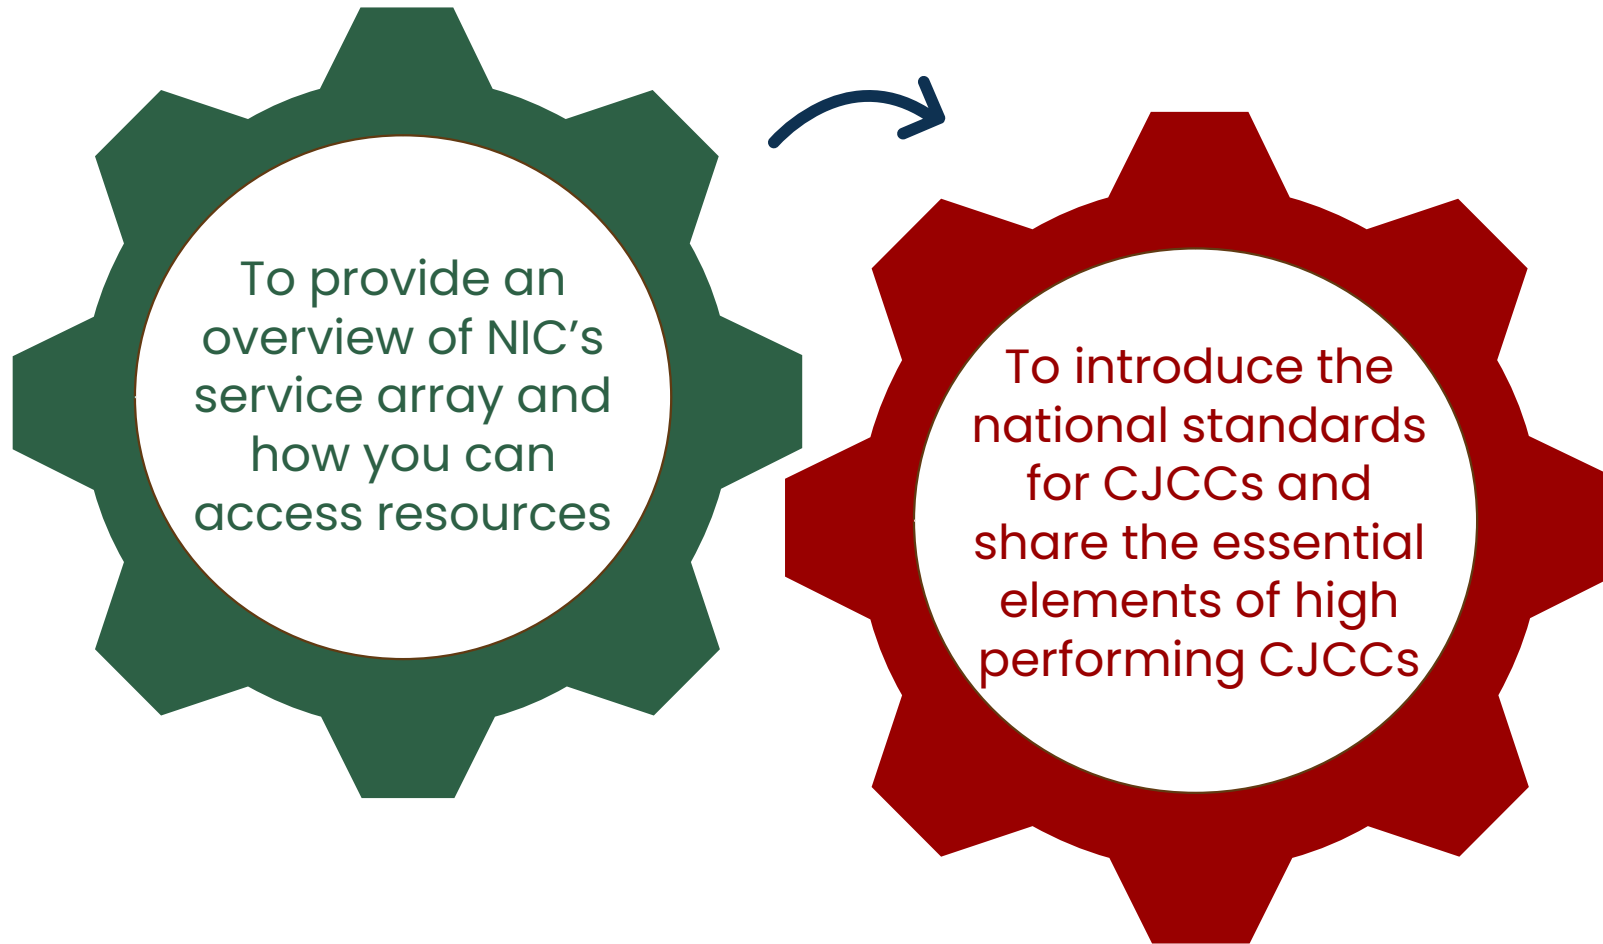 To provide an
overview of NIC’s
service array and
how you can
access resources
To introduce the
national standards
for CJCCs and
share the essential
elements of high
performing CJCCs